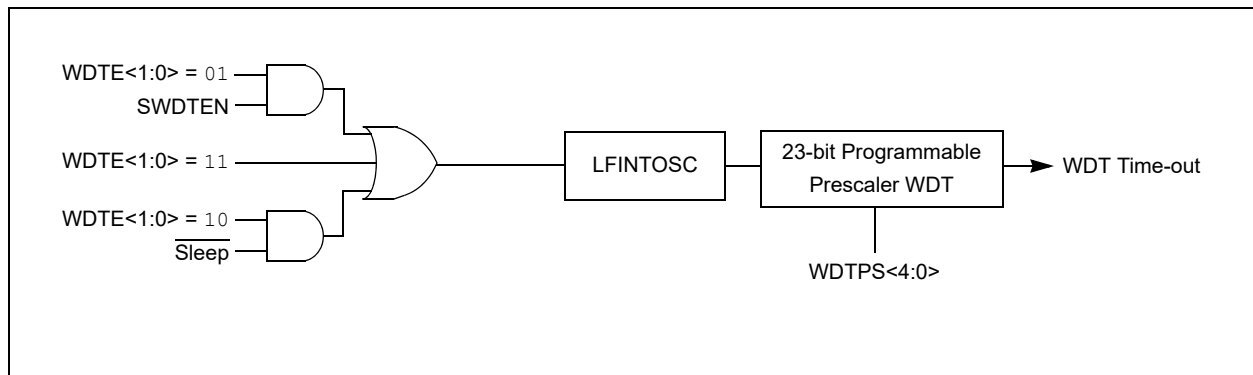 WDTE<1:0> = 01
SWDTEN
WDTE<1:0> = 11
WDTE<1:0> = 10
Sleep
LFINTOSC
23-bit Programmable
Prescaler WDT
WDT Time-out
WDTPS<4:0>